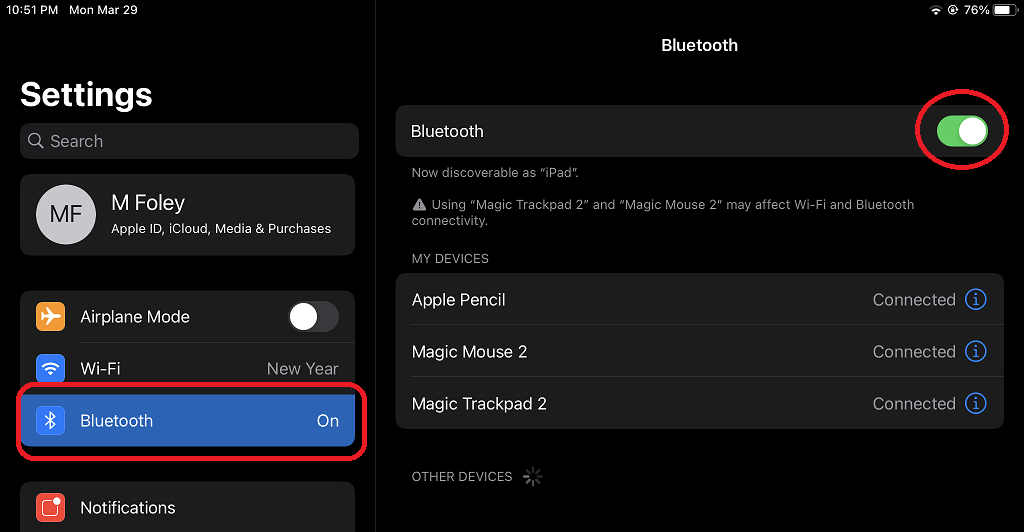 10:51 PM Mon Mar 29
76%
Settings
Search
MF
M Foley
Apple ID, iCloud, Media & Purchases
Airplane Mode
Wi-Fi New Year
Bluetooth On
Notifications
Bluetooth
Bluetooth
Now discoverable as “iPad”.
Using “Magic Trackpad 2” and “Magic Mouse 2” may affect Wi-Fi and Bluetooth
connectivity.
MY DEVICES
Apple Pencil Connected
Magic Mouse 2 Connected
Magic Trackpad 2 Connected
OTHER DEVICES